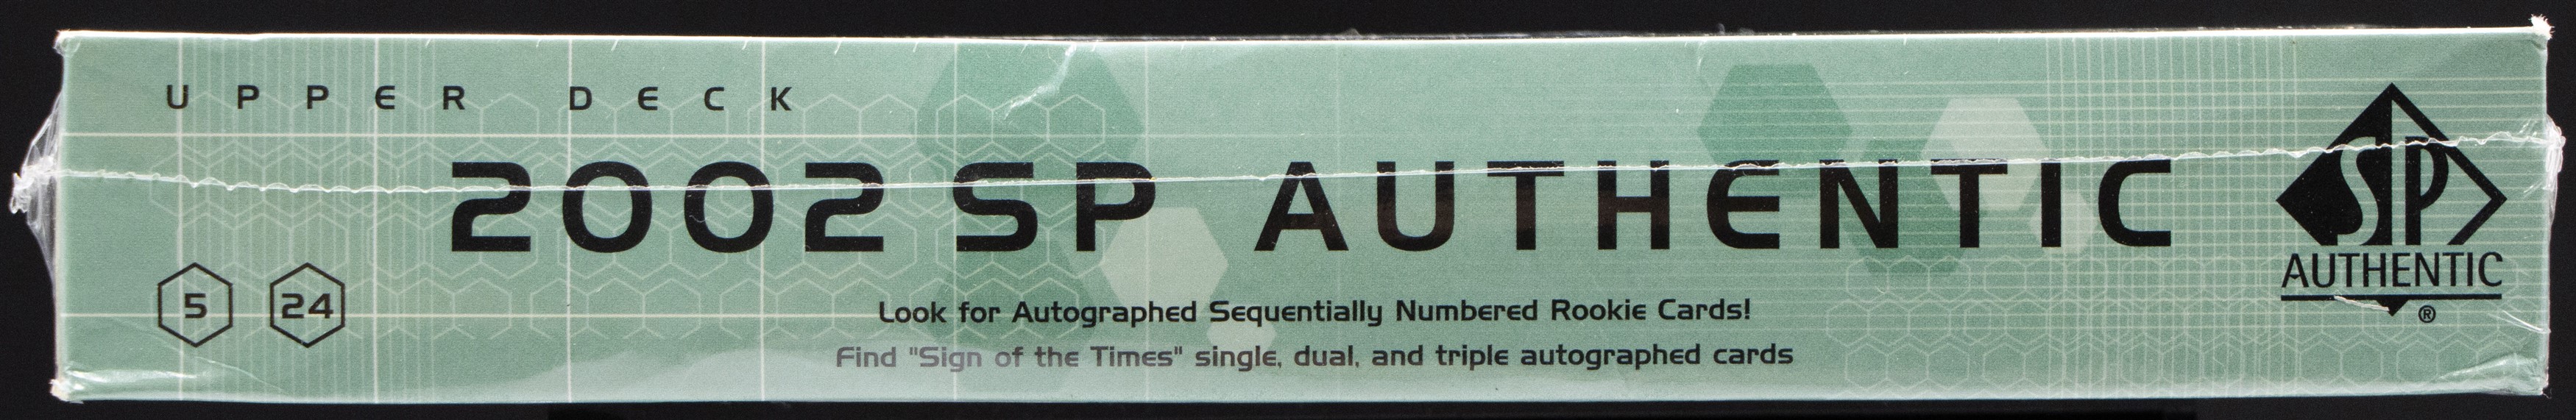 UPPER DECK
2002 SP AUTHENTIC
SP
AUTHENTIC
®
5 24
Look for Autographed Sequentially Numbered Rookie Cards!
Find "Sign of the Times" single, dual, and triple autographed cards